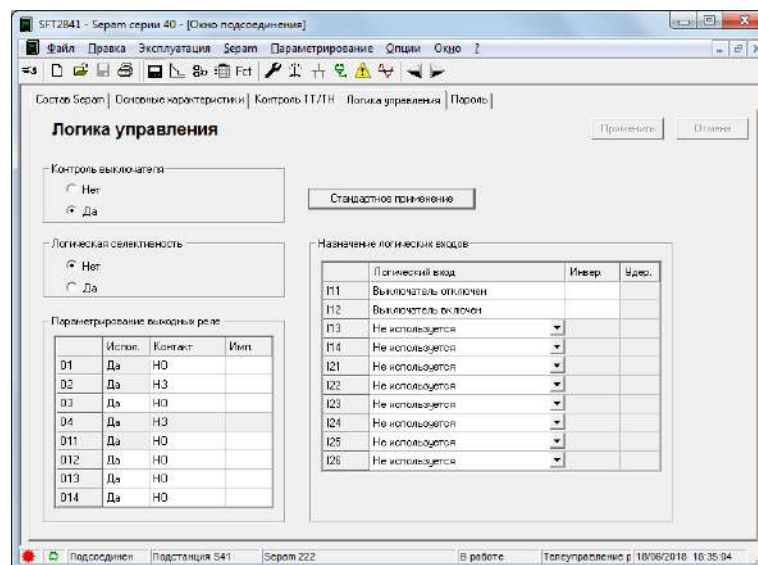 SFT2841 - Sepam серии 40 - [Окно подсоединения]
Файл Правка Эксплуатация Sepam Параметрирование Опции Окно ?
Fct
Состав Sepam Основные характеристики Контроль ТТ/ТН Логика управления Пароль
Логика управления
Применить Отмена
Контроль выключателя
Нет
Да
Стандартное применение
Логическая селективность
Нет
Да
Назначение логических входов
Логический вход Инвер. Удер.
I11 Выключатель отключен
I12 Выключатель включен
I13 Не используется
I14 Не используется
I21 Не используется
I22 Не используется
I23 Не используется
I24 Не используется
I25 Не используется
I26 Не используется
Параметрирование выходных реле
Испол. Контакт Имп.
O1 Да НО
O2 Да НЗ
O3 Да НО
O4 Да НЗ
O11 Да НО
O12 Да НО
O13 Да НО
O14 Да НО
Подсоединен Подстанция S41 Sepam 222 В работе Телеуправление р 18/06/2018 18:35:04